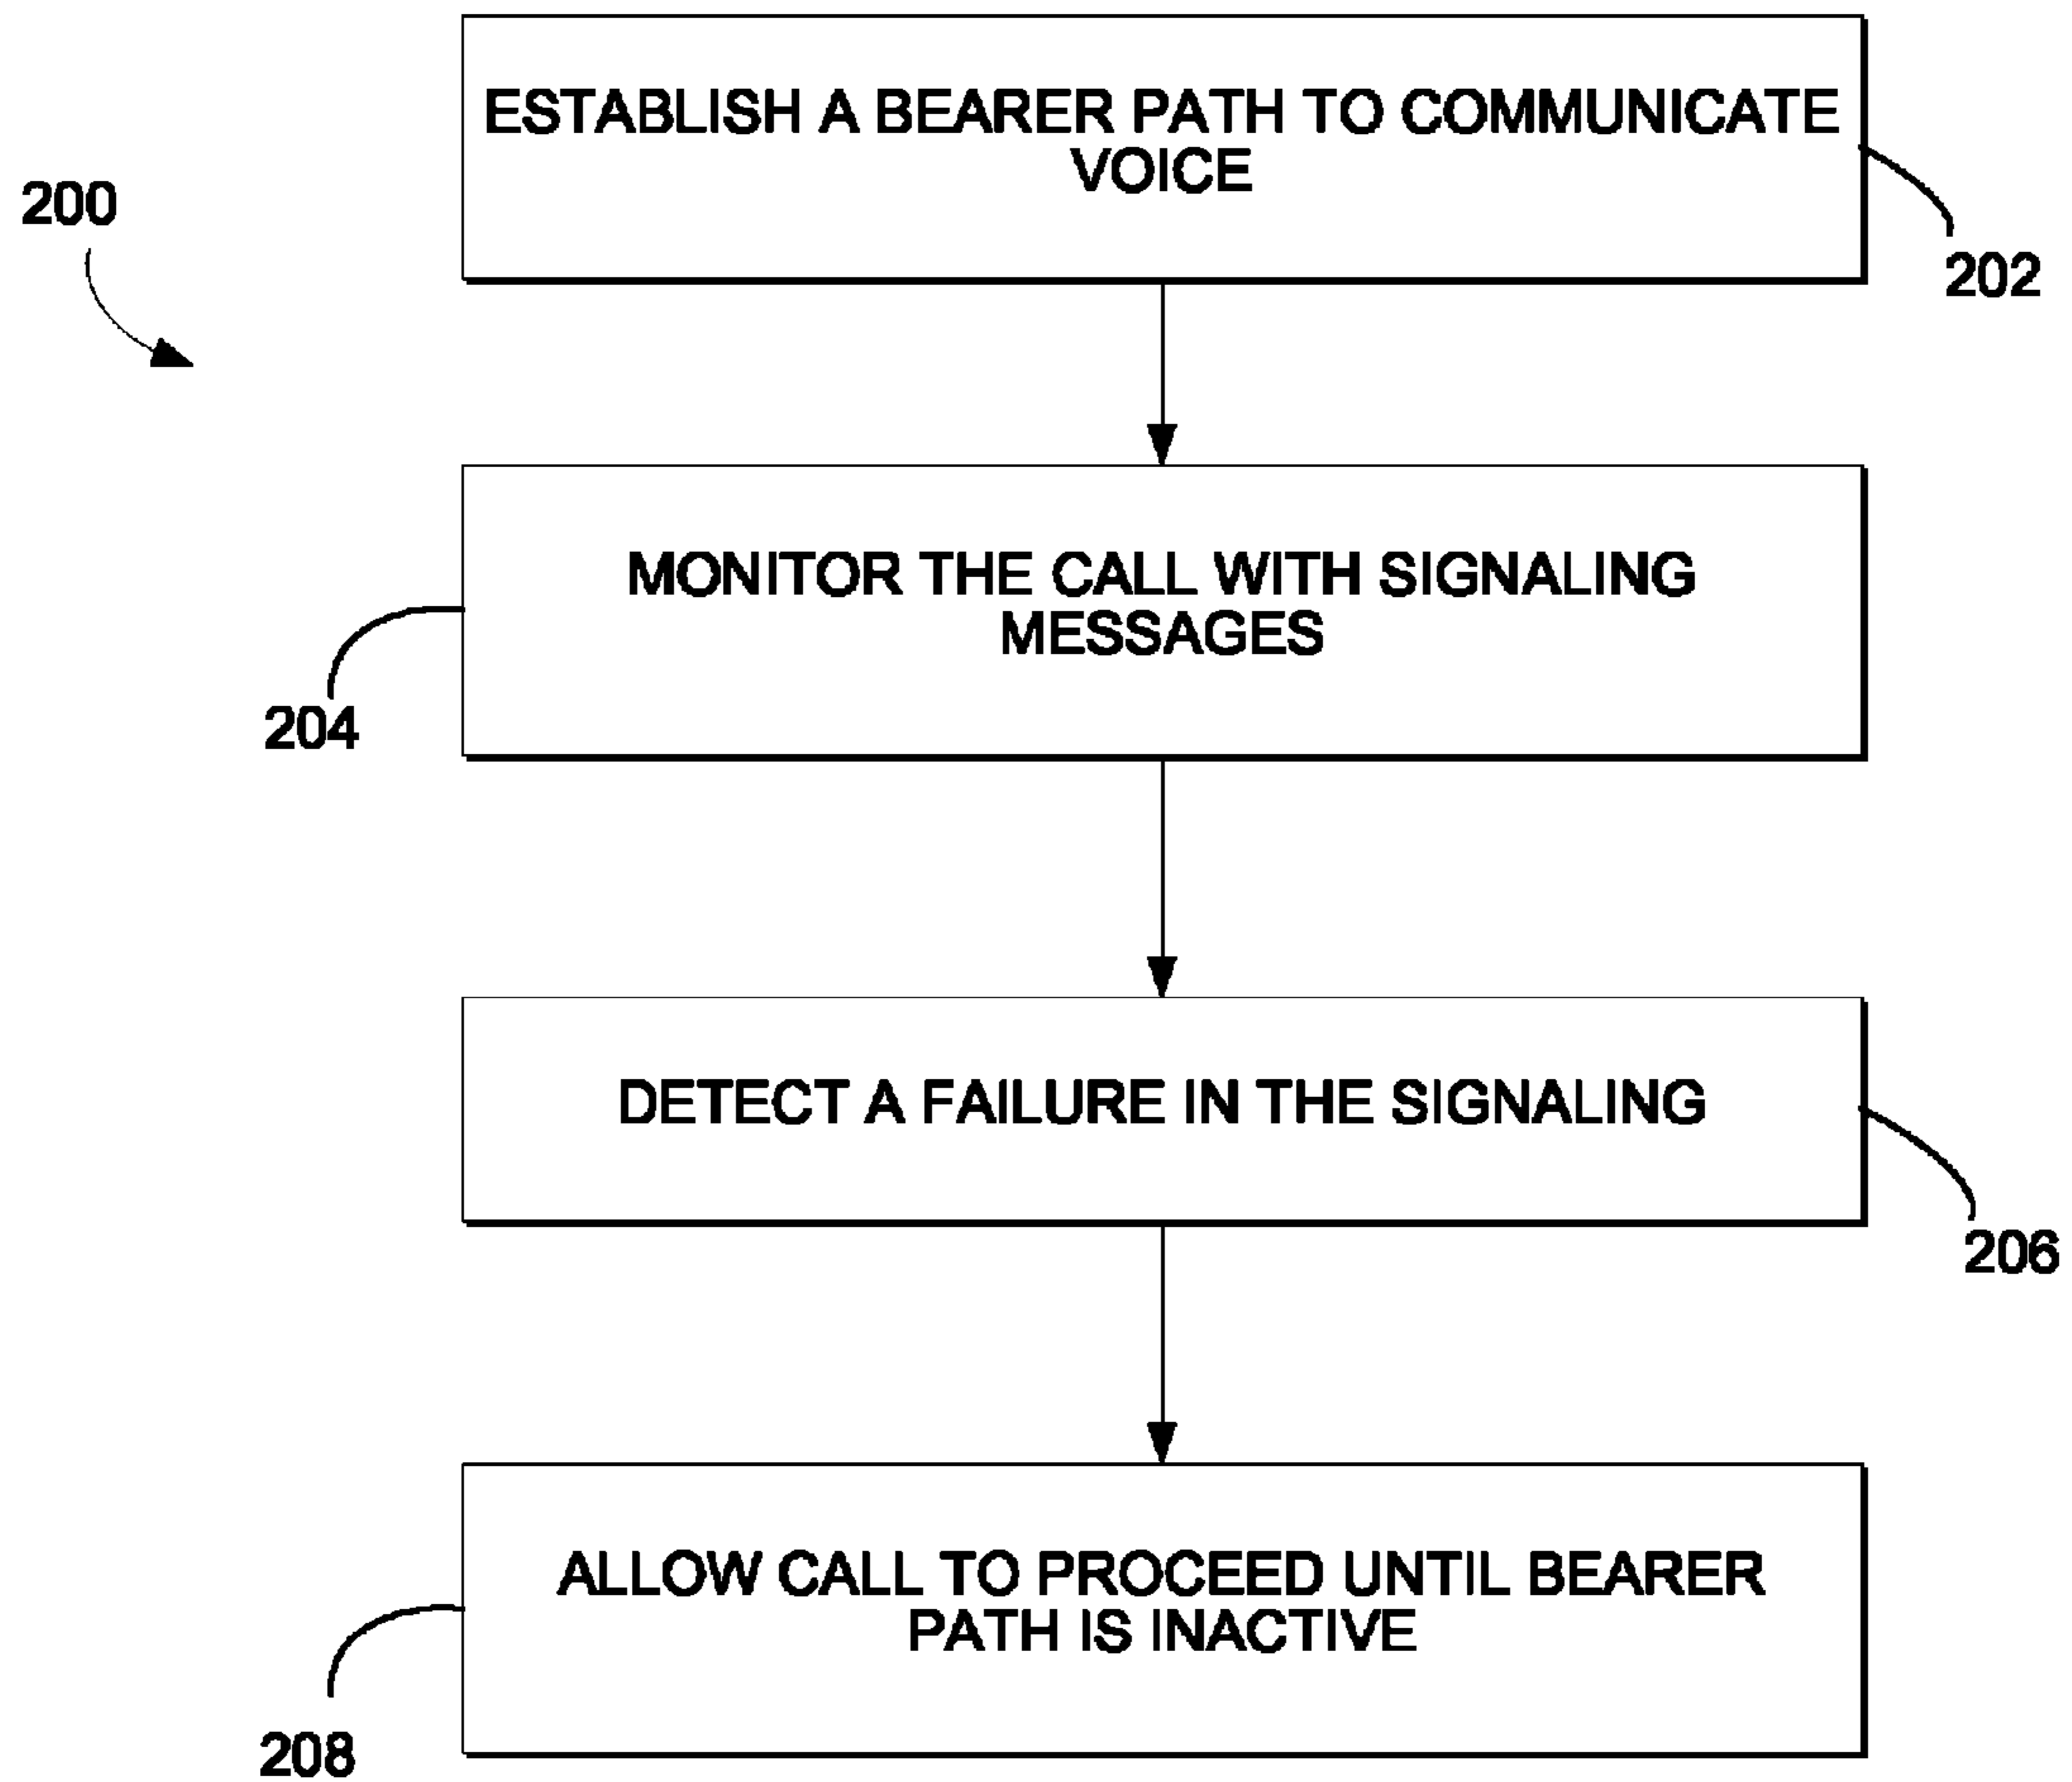 ESTABLISH A BEARER PATH TO COMMUNICATE
VOICE
200
202
MONITOR THE CALL WITH SIGNALING
MESSAGES
204
DETECT A FAILURE IN THE SIGNALING
206
ALLOW CALL TO PROCEED UNTIL BEARER
PATH IS INACTIVE
208